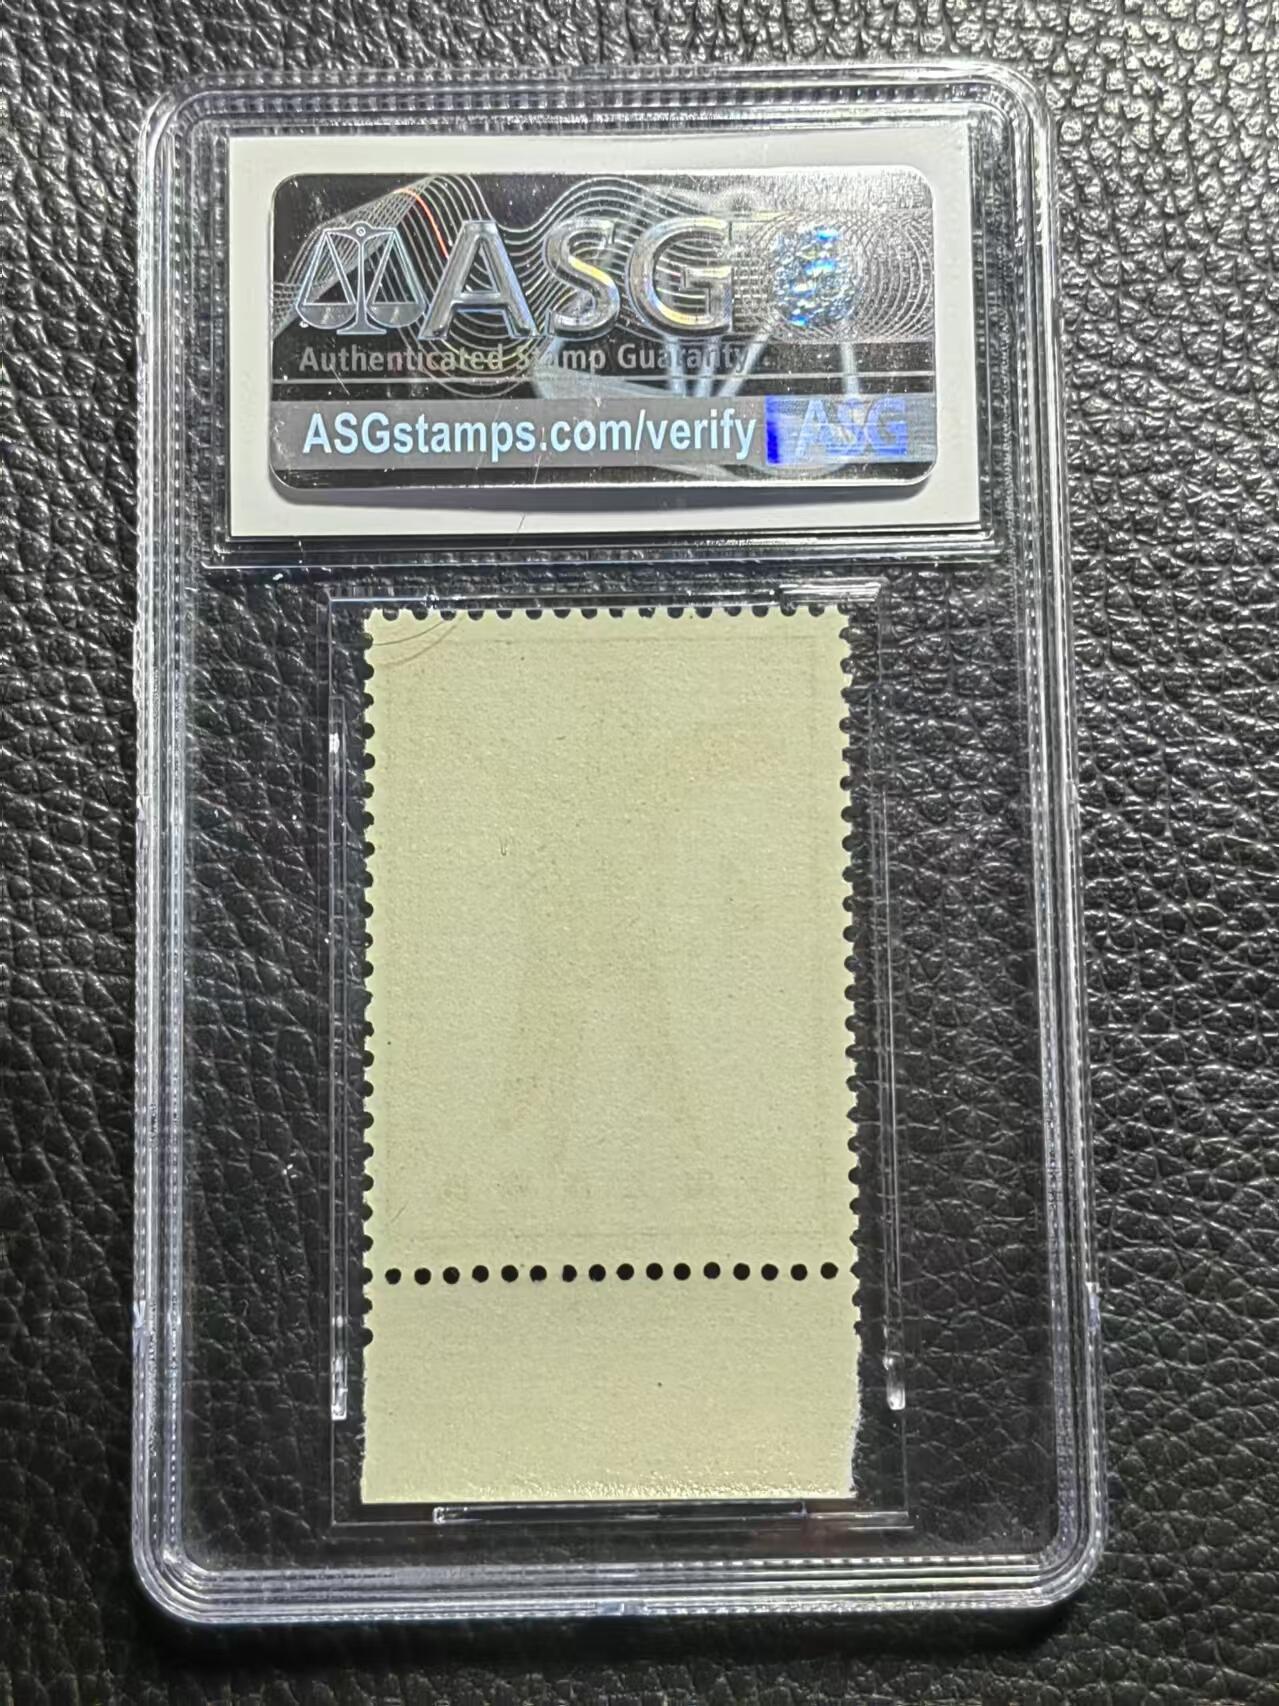 ASG
Authenticated Stamp Guaranty
ASGstamps.com/verify
ASG